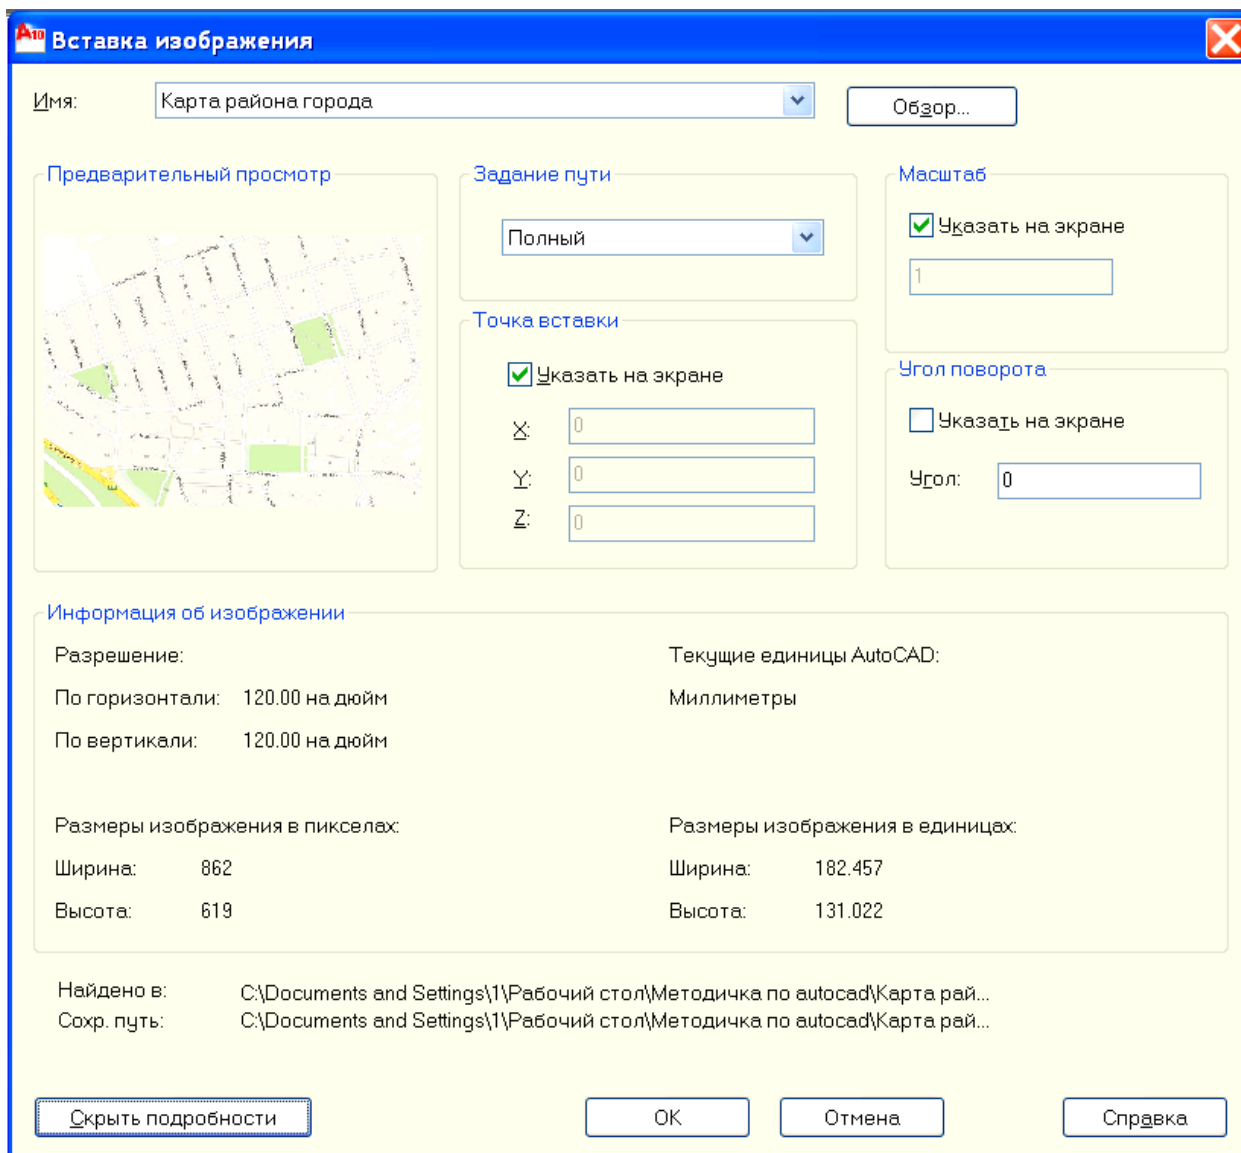 A10 Вставка изображения
Имя: Карта района города Обзор...
Предварительный просмотр
Задание пути
Полный
Масштаб
Указать на экране
1
Точка вставки
Указать на экране
X: 0
Y: 0
Z: 0
Угол поворота
Указать на экране
Угол: 0
Информация об изображении
Разрешение:
По горизонтали: 120.00 на дюйм
По вертикали: 120.00 на дюйм
Текущие единицы AutoCAD:
Миллиметры
Размеры изображения в пикселах:
Ширина: 862
Высота: 619
Размеры изображения в единицах:
Ширина: 182.457
Высота: 131.022
Найдено в: C:\Documents and Settings\1\Рабочий стол\Методичка по autocad\Карта рай...
Сохр. путь: C:\Documents and Settings\1\Рабочий стол\Методичка по autocad\Карта рай...
Скрыть подробности ОК Отмена Справка